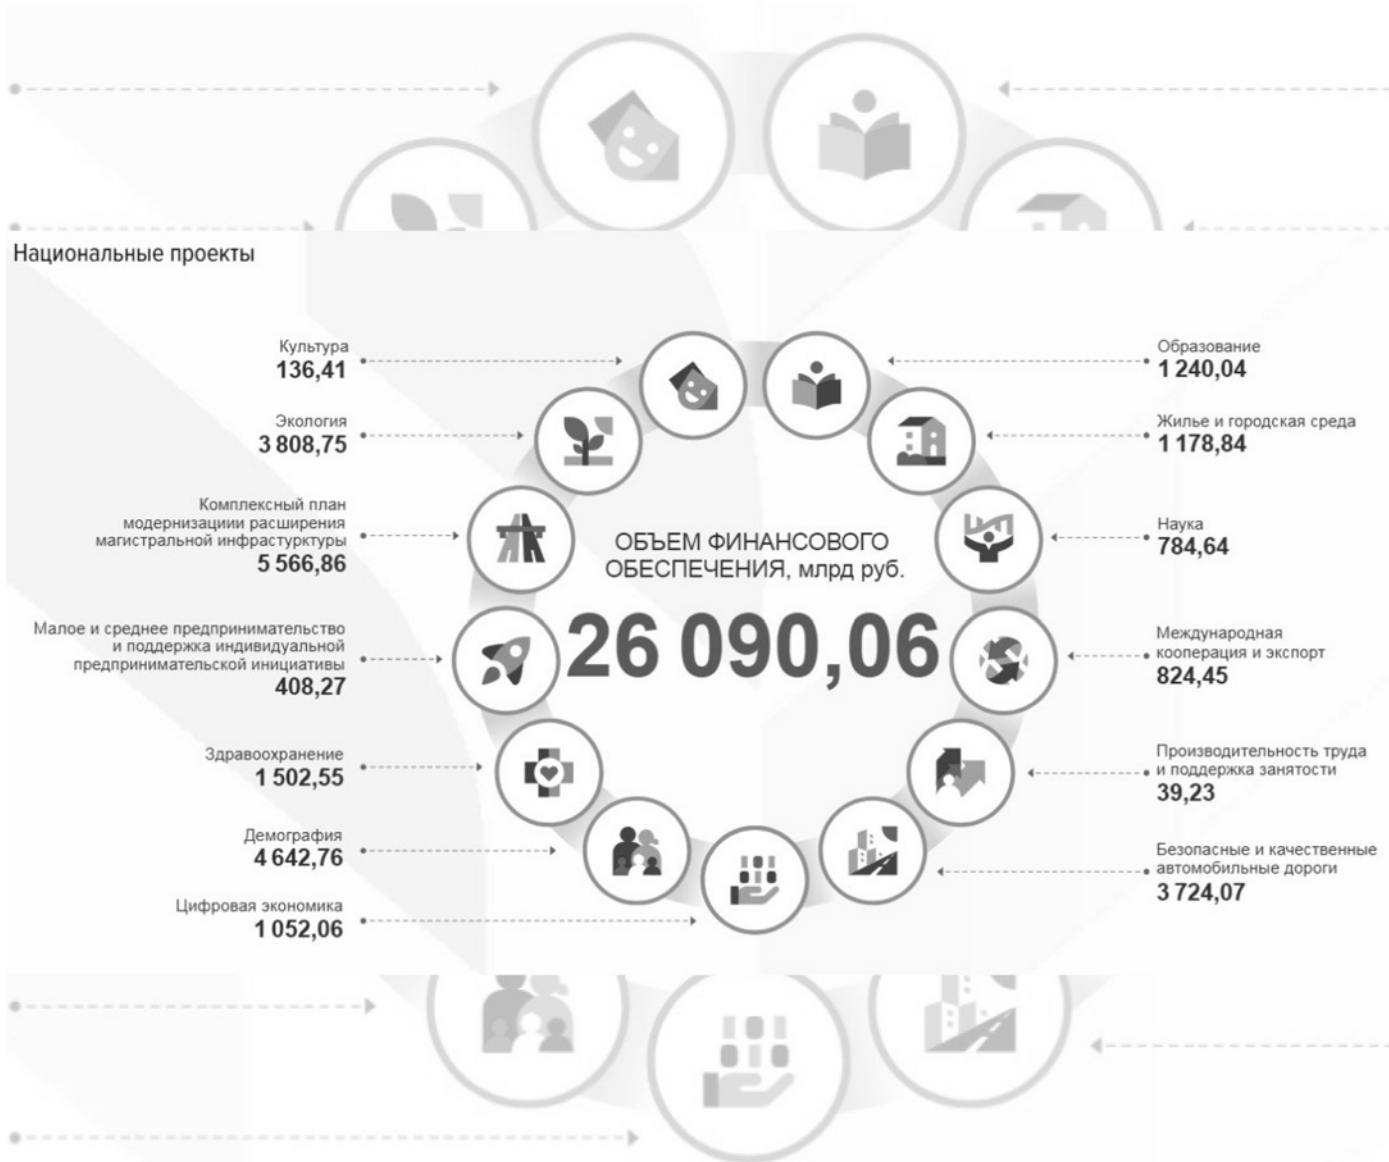 Национальные проекты
Культура
136,41
Экология
3 808,75
Комплексный план
модернизациии расширения
магистральной инфрастурктуры
5 566,86
Малое и среднее предпринимательство
и поддержка индивидуальной
предпринимательской инициативы
408,27
Здравоохранение
1 502,55
Демография
4 642,76
Цифровая экономика
1 052,06
ОБЪЕМ ФИНАНСОВОГО
ОБЕСПЕЧЕНИЯ, млрд руб.
26 090,06
Образование
1 240,04
Жилье и городская среда
1 178,84
Наука
784,64
Международная
кооперация и экспорт
824,45
Производительность труда
и поддержка занятости
39,23
Безопасные и качественные
автомобильные дороги
3 724,07